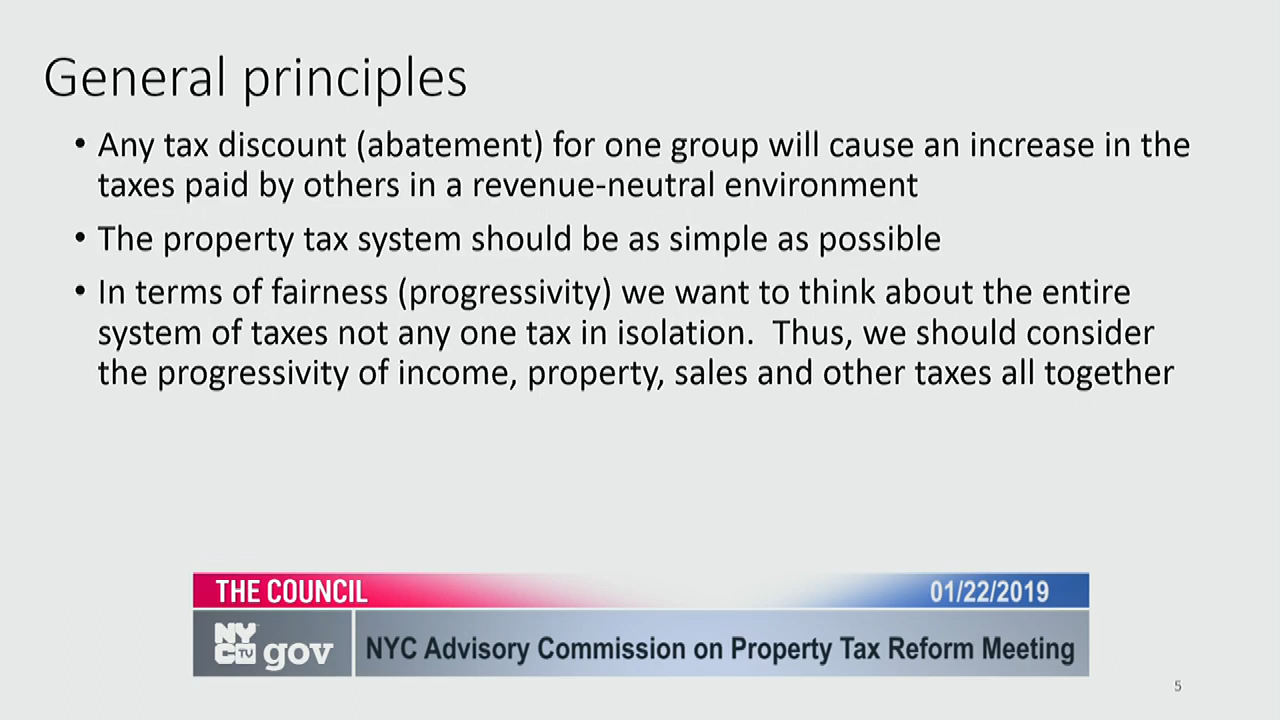 General principles
• Any tax discount (abatement) for one group will cause an increase in the
taxes paid by others in a revenue-neutral environment
• The property tax system should be as simple as possible
• In terms of fairness (progressivity) we want to think about the entire
system of taxes not any one tax in isolation.  Thus, we should consider
the progressivity of income, property, sales and other taxes all together
THE COUNCIL
01/22/2019
NYC TV gov
NYC Advisory Commission on Property Tax Reform Meeting
5